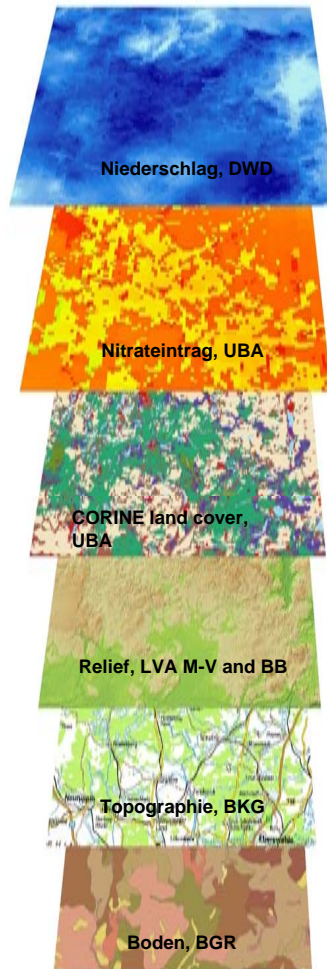 Niederschlag, DWD
Nitrateintrag, UBA
CORINE land cover,
UBA
Relief, LVA M-V and BB
Topographie, BKG
Boden, BGR